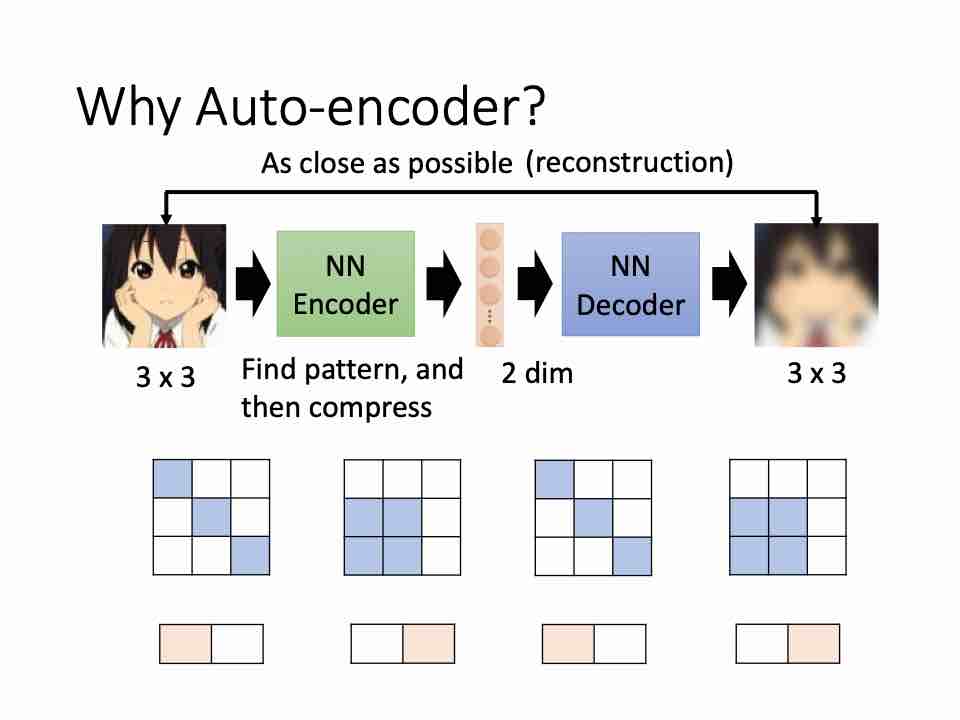 Why Auto-encoder?
As close as possible (reconstruction)
NN
Encoder
NN
Decoder
3 x 3
Find pattern, and
then compress
2 dim
3 x 3